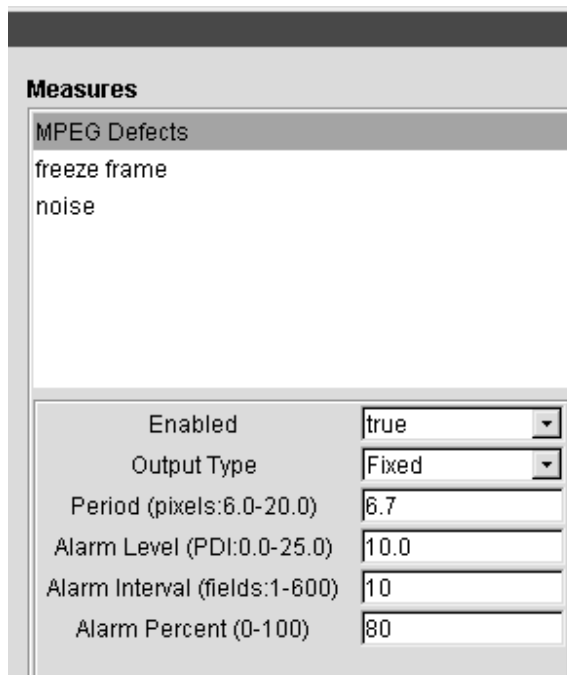 Measures
MPEG Defects
freeze frame
noise
Enabled true
Output Type Fixed
Period (pixels:6.0-20.0) 6.7
Alarm Level (PDI:0.0-25.0) 10.0
Alarm Interval (fields:1-600) 10
Alarm Percent (0-100) 80